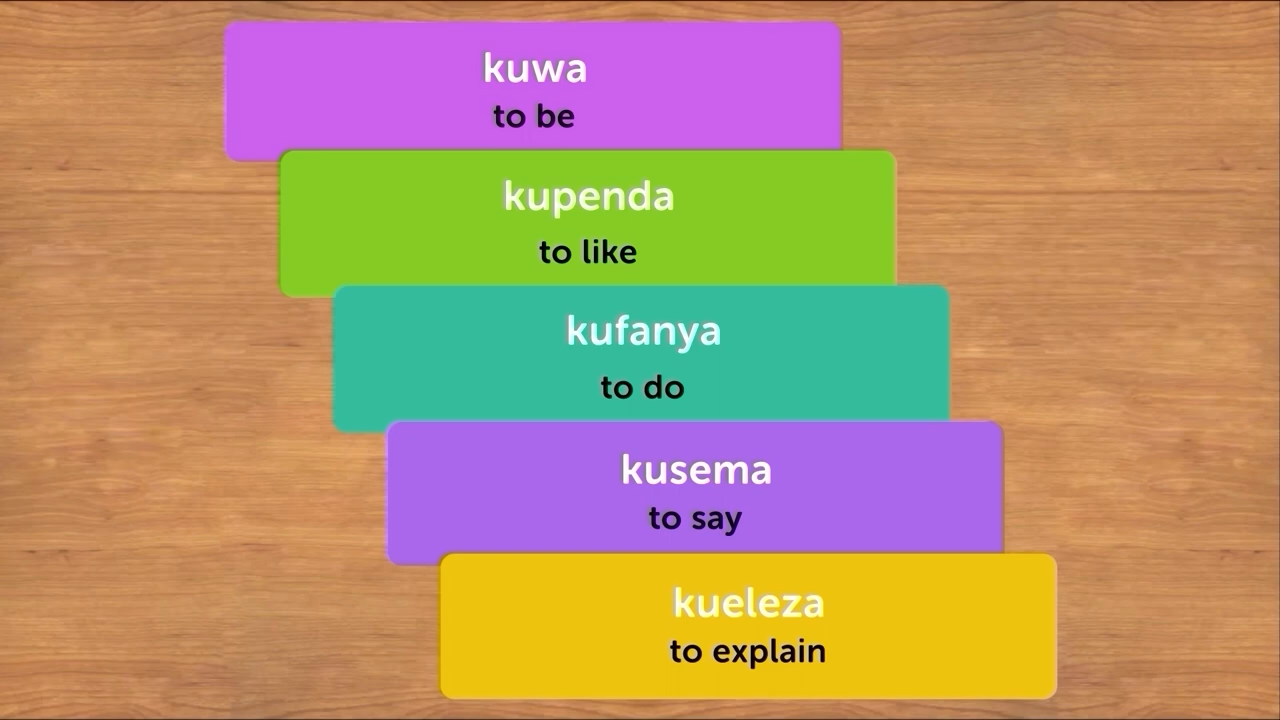 kuwa
to be
kupenda
to like
kufanya
to do
kusema
to say
kueleza
to explain